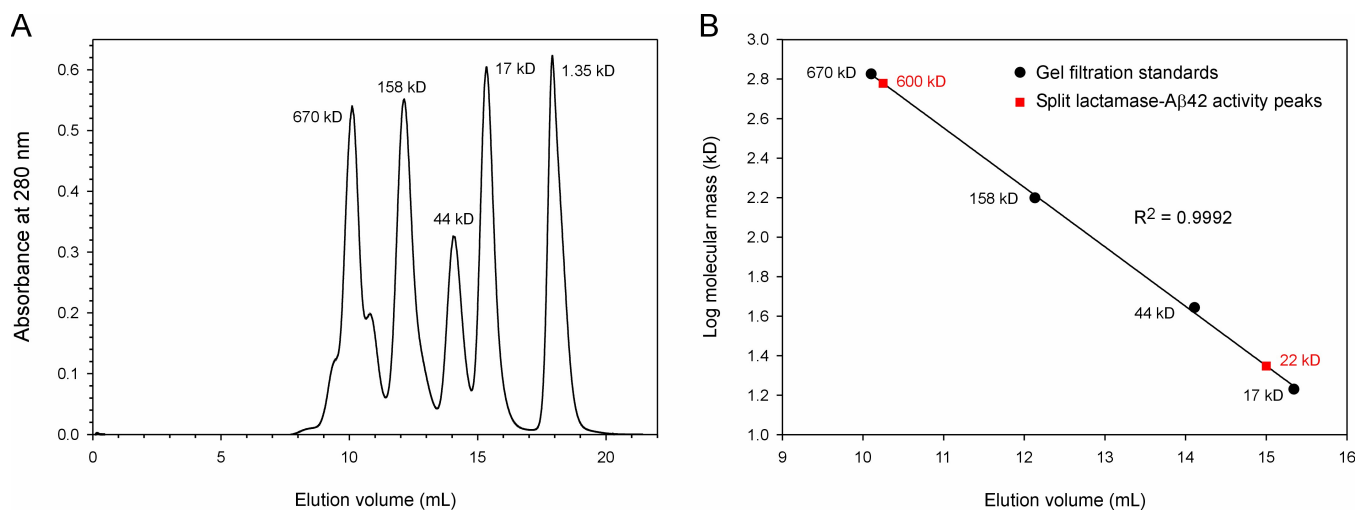 A
Absorbance at 280 nm
0.6
0.5
0.4
0.3
0.2
0.1
0.0
670 kD
158 kD
44 kD
17 kD
1.35 kD
0
5
10
15
20
Elution volume (mL)
B
Log molecular mass (kD)
3.0
2.8
2.6
2.4
2.2
2.0
1.8
1.6
1.4
1.2
1.0
670 kD
600 kD
Gel filtration standards
Split lactamase-Aβ42 activity peaks
158 kD
R² = 0.9992
44 kD
22 kD
17 kD
9
10
11
12
13
14
15
16
Elution volume (mL)